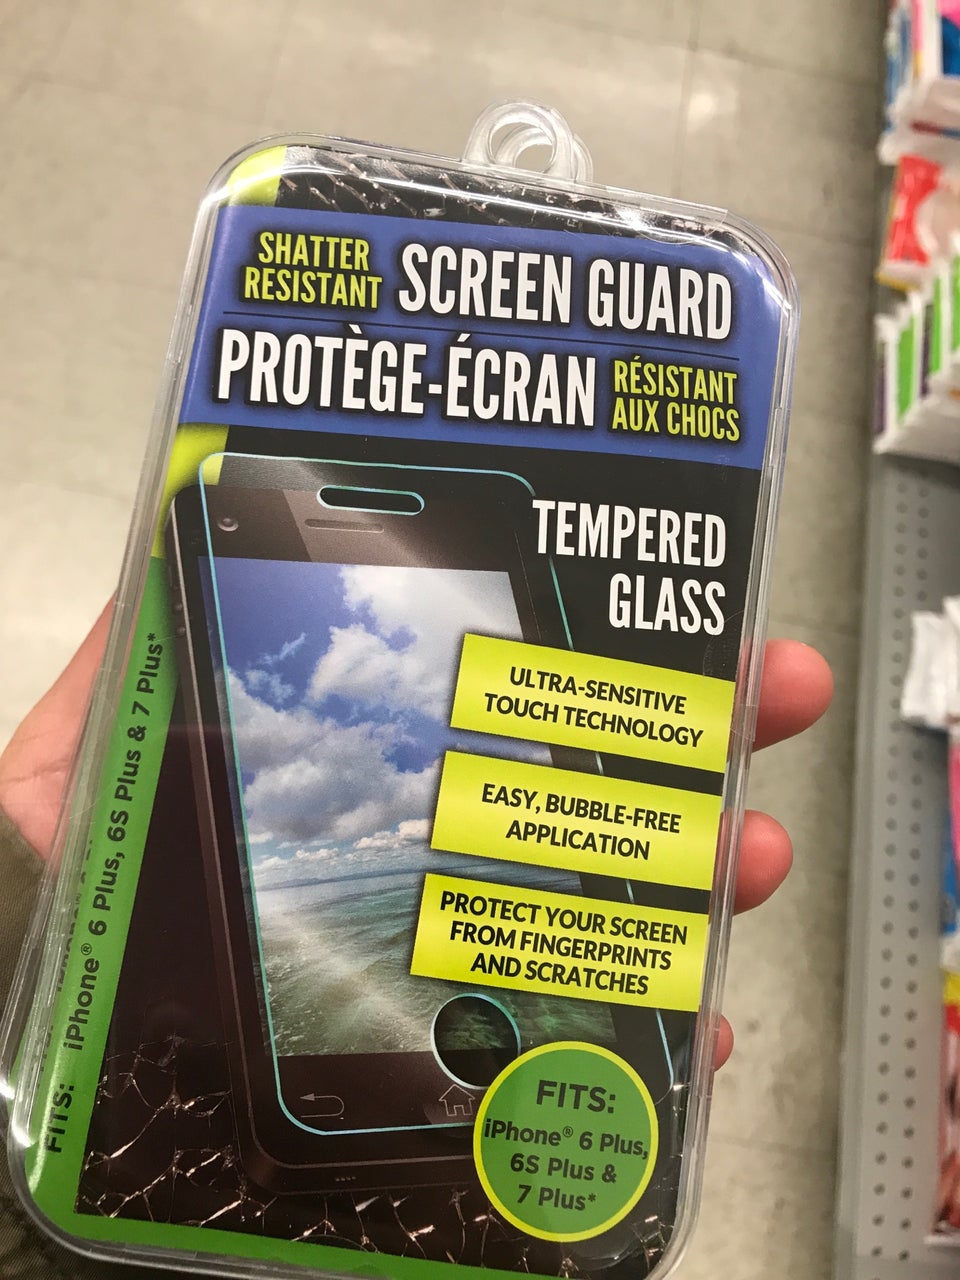 SHATTER
RESISTANT
SCREEN GUARD
PROTÈGE-ÉCRAN
RÉSISTANT
AUX CHOCS
TEMPERED
GLASS
ULTRA-SENSITIVE
TOUCH TECHNOLOGY
EASY, BUBBLE-FREE
APPLICATION
PROTECT YOUR SCREEN
FROM FINGERPRINTS
AND SCRATCHES
FITS:
iPhone® 6 Plus,
6S Plus &
7 Plus*
FITS: iPhone® 6 Plus, 6S Plus & 7 Plus*